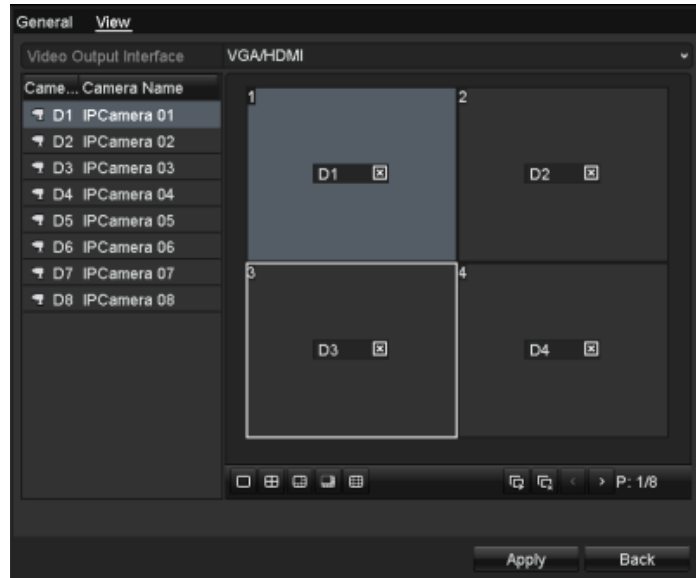 General View
Video Output Interface VGA/HDMI
Came... Camera Name
D1 IPCamera 01
D2 IPCamera 02
D3 IPCamera 03
D4 IPCamera 04
D5 IPCamera 05
D6 IPCamera 06
D7 IPCamera 07
D8 IPCamera 08
1 2
D1 D2
3 4
D3 D4
P: 1/8
Apply Back